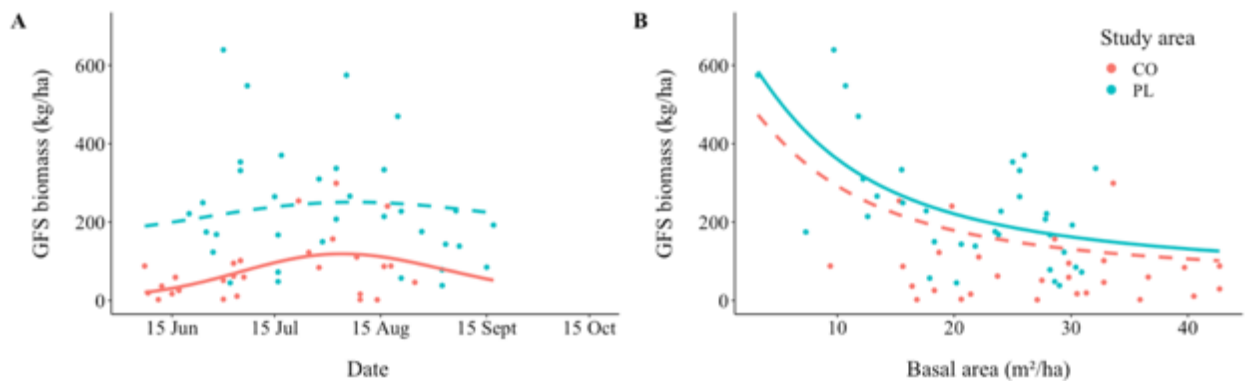 A
GFS biomass (kg/ha)
600
400
200
0
15 Jun
15 Jul
15 Aug
15 Sept
15 Oct
Date
B
GFS biomass (kg/ha)
600
400
200
0
10
20
30
40
Basal area (m²/ha)
Study area
CO
PL